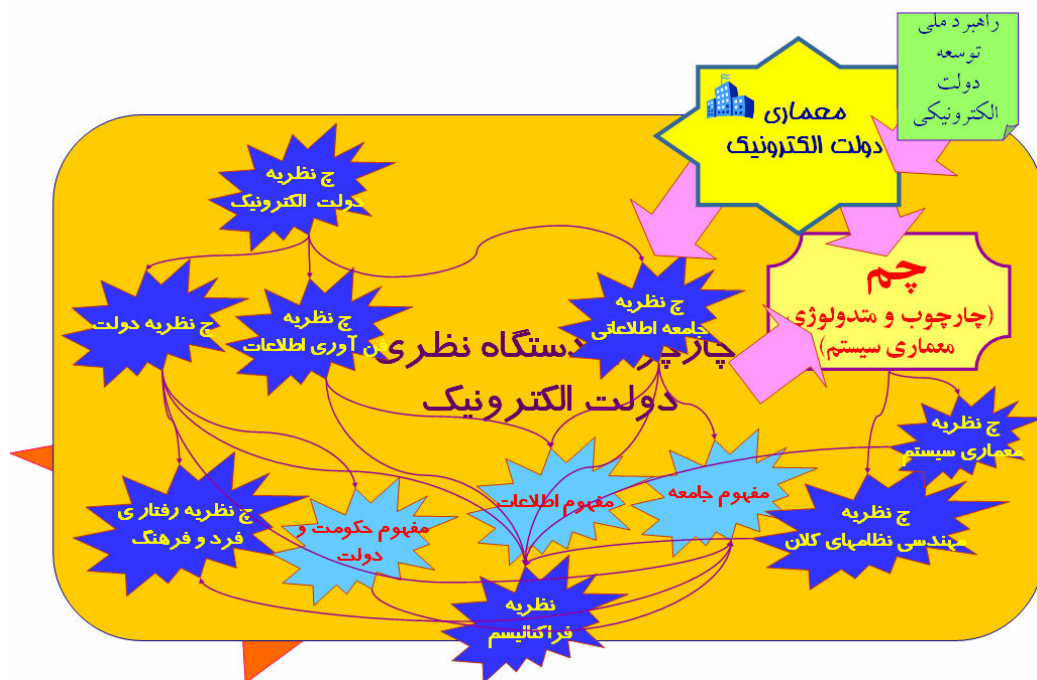 راهبرد ملی
توسعه
دولت
الکترونیکی
معماری
دولت الکترونیک
چ نظریه
دولت الکترونیک
چم
(چارچوب و متدولوژی
معماری سیستم)
چ نظریه دولت
چ نظریه
فن آوری اطلاعات
چ نظریه
جامعه اطلاعاتی
دستگاه نظری
دولت الکترونیک
چ نظریه
معماری سیستم
چ نظریه رفتاری
فرد و فرهنگ
مفهوم حکومت و
دولت
مفهوم اطلاعات
مفهوم جامعه
چ نظریه
مهندسی نظامهای کلان
نظریه
فراکتالیسم